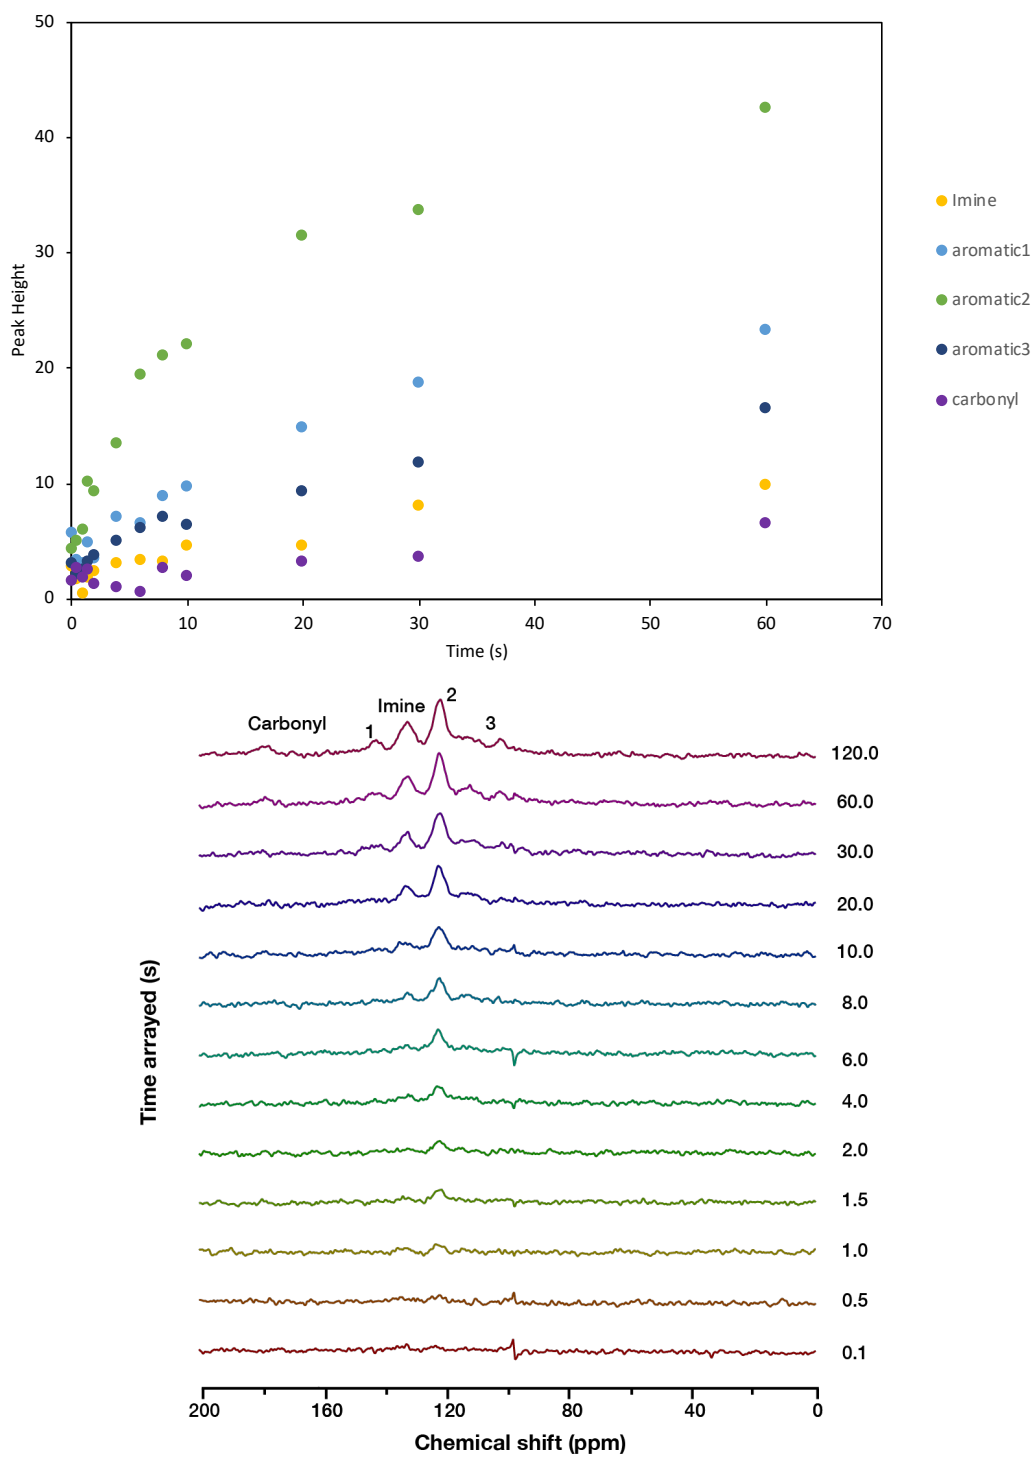 50
40
30
20
10
0
Peak Height
0 10 20 30 40 50 60 70
Time (s)
Imine
aromatic1
aromatic2
aromatic3
carbonyl
Carbonyl 1 Imine 2 3
120.0
60.0
30.0
20.0
10.0
8.0
6.0
4.0
2.0
1.5
1.0
0.5
0.1
Time arrayed (s)
200 160 120 80 40 0
Chemical shift (ppm)